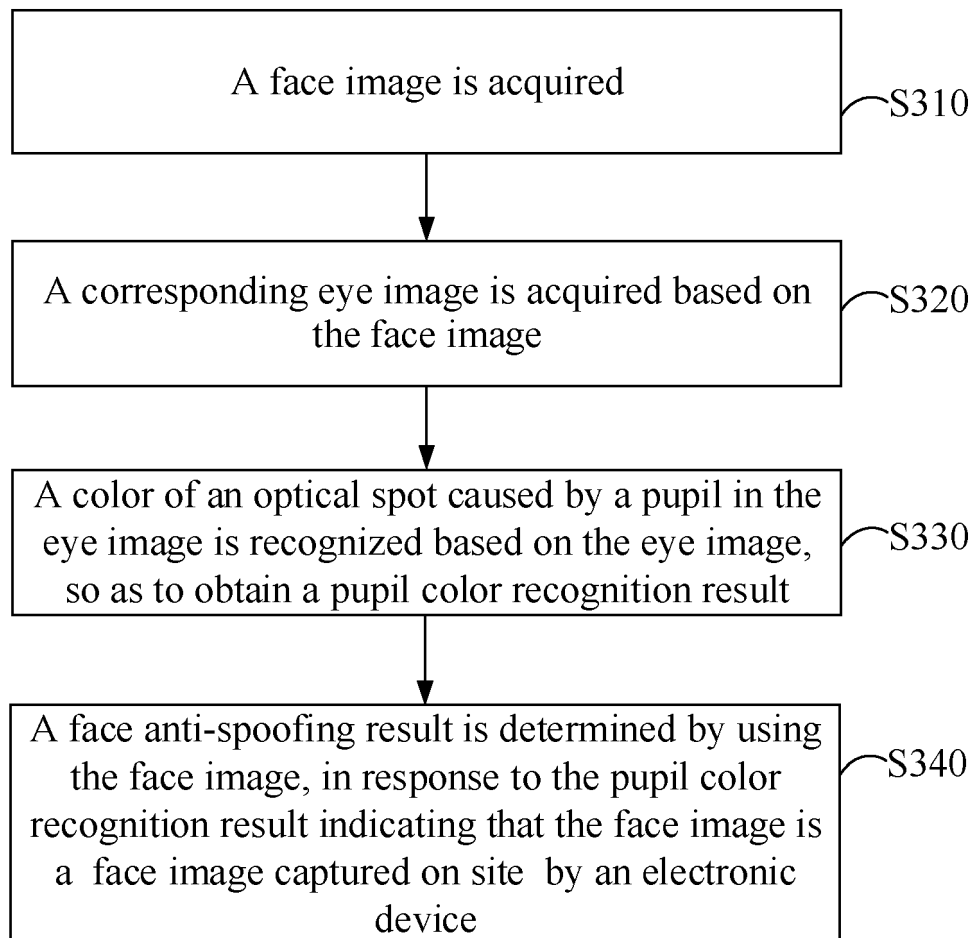 A face image is acquired
S310
A corresponding eye image is acquired based on
the face image
S320
A color of an optical spot caused by a pupil in the
eye image is recognized based on the eye image,
so as to obtain a pupil color recognition result
S330
A face anti-spoofing result is determined by using
the face image, in response to the pupil color
recognition result indicating that the face image is
a face image captured on site by an electronic
device
S340